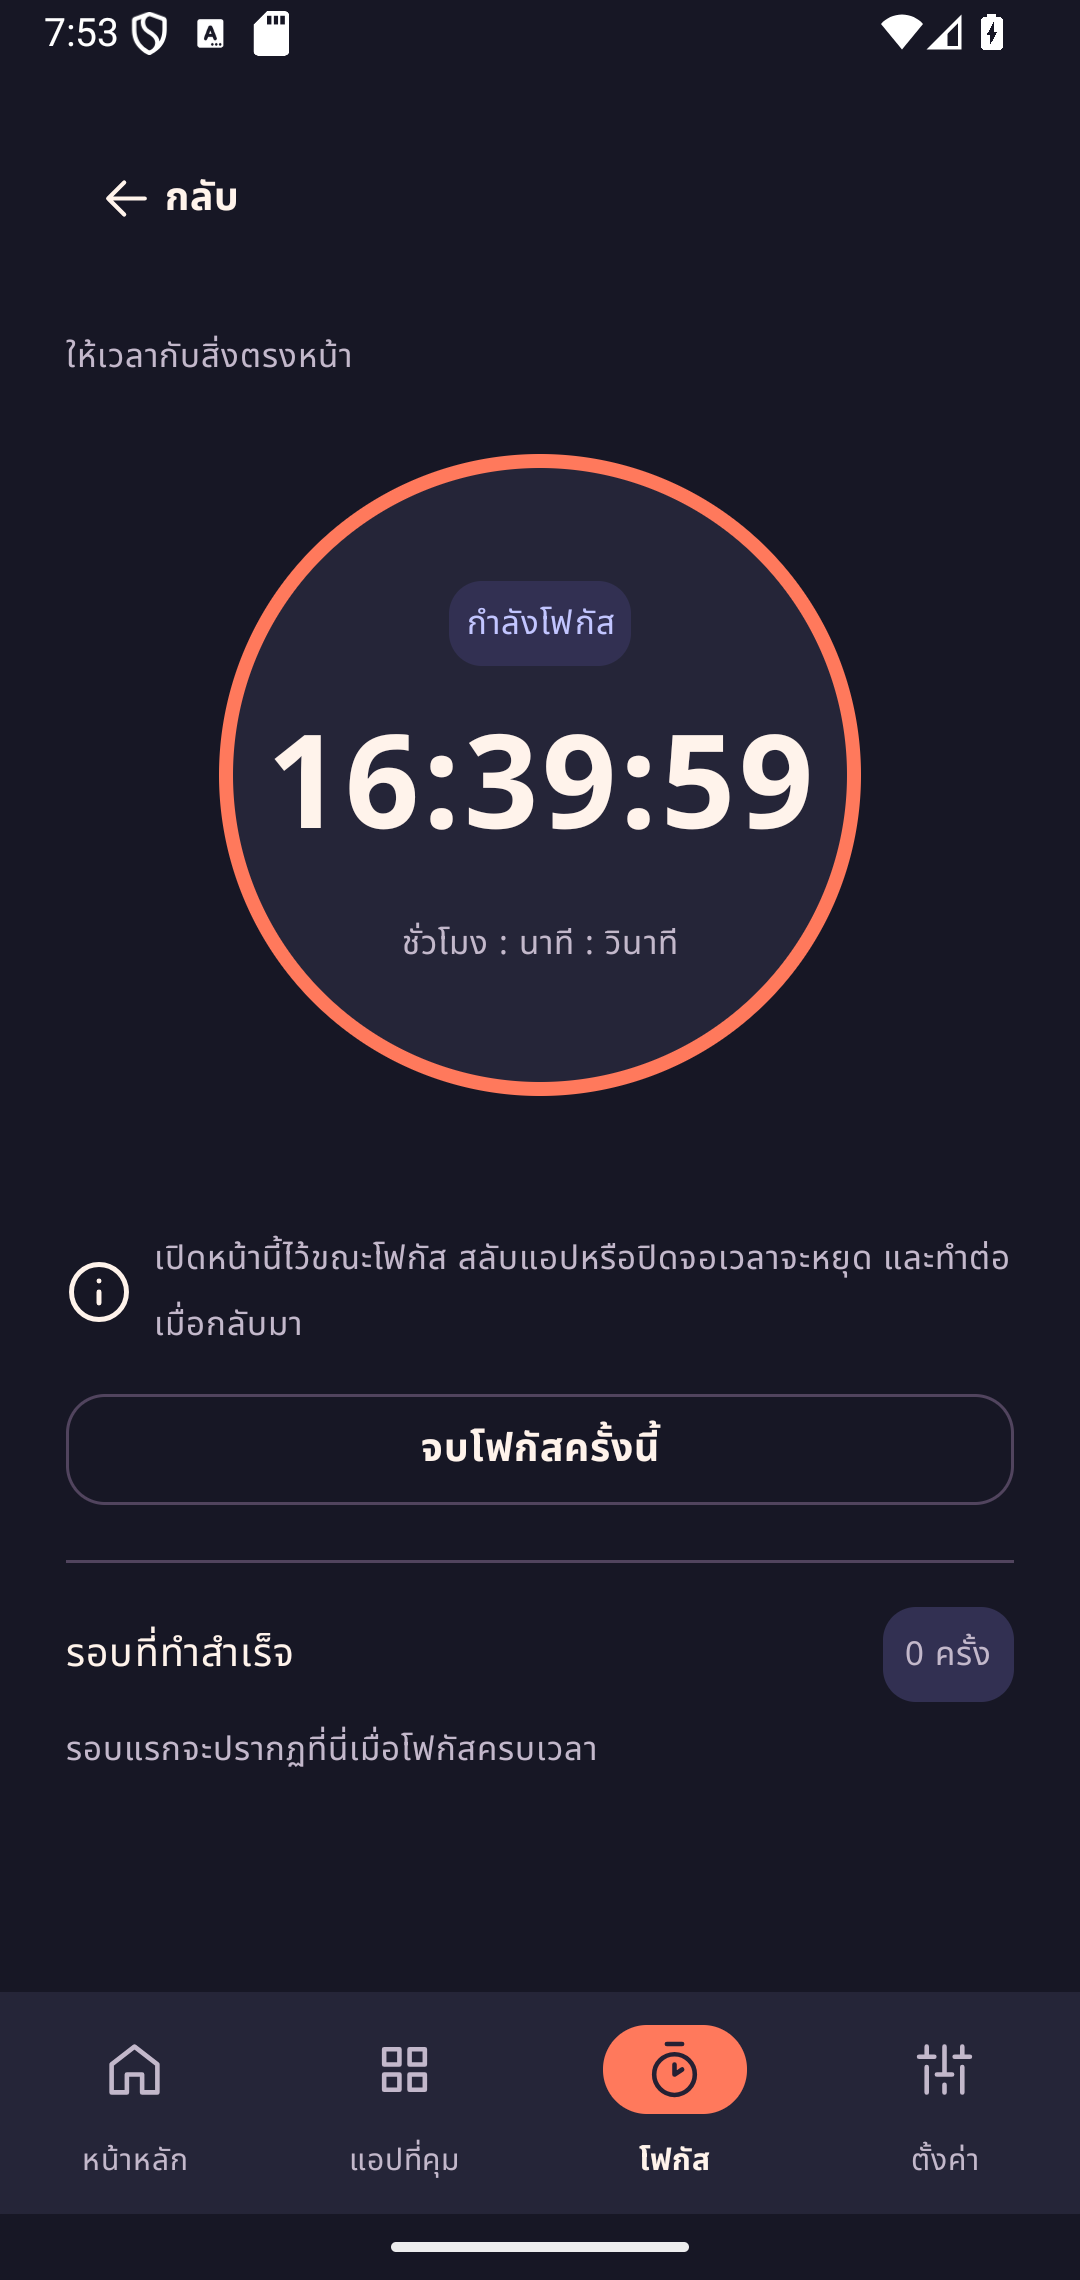 7:53
กลับ
ให้เวลากับสิ่งตรงหน้า
กำลังโฟกัส
16:39:59
ชั่วโมง : นาที : วินาที
เปิดหน้านี้ไว้ขณะโฟกัส สลับแอปหรือปิดจอเวลาจะหยุด และทำต่อ
เมื่อกลับมา
จบโฟกัสครั้งนี้
รอบที่ทำสำเร็จ
0 ครั้ง
รอบแรกจะปรากฏที่นี่เมื่อโฟกัสครบเวลา
หน้าหลัก
แอปที่คุม
โฟกัส
ตั้งค่า